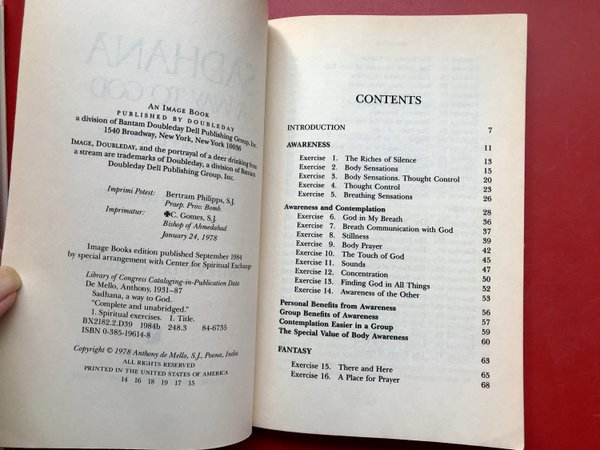 SADHANA
A WAY TO GOD
AN IMAGE BOOK
PUBLISHED BY DOUBLEDAY
a division of Bantam Doubleday Dell Publishing Group, Inc.
1540 Broadway, New York, New York 10036
IMAGE, DOUBLEDAY, and the portrayal of a deer drinking from
a stream are trademarks of Doubleday, a division of Bantam
Doubleday Dell Publishing Group, Inc.
Imprimi Potest: Bertram Philipps, S.J.
Praep. Prov. Bomb.
Imprimatur: ✠C. Gomes, S.J.
Bishop of Ahmedabad
January 24, 1978
Image Books edition published September 1984
by special arrangement with Center for Spiritual Exchange
Library of Congress Cataloging-in-Publication Data
De Mello, Anthony, 1931–87
Sadhana, a way to God.
"Complete and unabridged."
1. Spiritual exercises. I. Title.
BX2182.2.D39 1984b 248.3 84-6735
ISBN 0-385-19614-8
Copyright © 1978 Anthony de Mello, S.J., Poona, India
ALL RIGHTS RESERVED
PRINTED IN THE UNITED STATES OF AMERICA
14 16 18 19 17 15
CONTENTS
INTRODUCTION 7
AWARENESS 11
Exercise 1. The Riches of Silence 13
Exercise 2. Body Sensations 15
Exercise 3. Body Sensations. Thought Control 20
Exercise 4. Thought Control 23
Exercise 5. Breathing Sensations 26
Awareness and Contemplation 28
Exercise 6. God in My Breath 36
Exercise 7. Breath Communication with God 37
Exercise 8. Stillness 39
Exercise 9. Body Prayer 42
Exercise 10. The Touch of God 45
Exercise 11. Sounds 47
Exercise 12. Concentration 50
Exercise 13. Finding God in All Things 52
Exercise 14. Awareness of the Other 53
Personal Benefits from Awareness 56
Group Benefits of Awareness 57
Contemplation Easier in a Group 59
The Special Value of Body Awareness 60
FANTASY 63
Exercise 15. There and Here 65
Exercise 16. A Place for Prayer 68